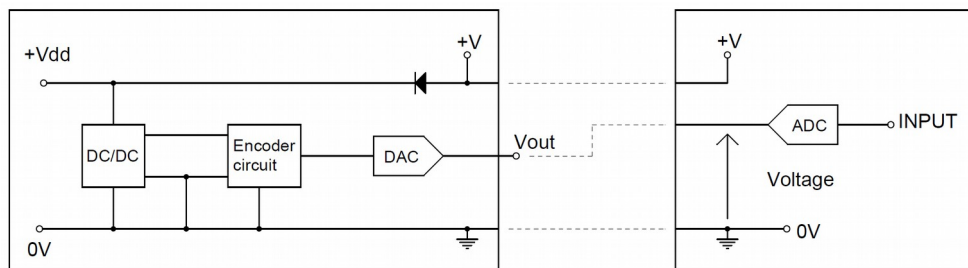 +Vdd
+V
DC/DC
Encoder
circuit
DAC
Vout
0V
+V
ADC
INPUT
Voltage
0V